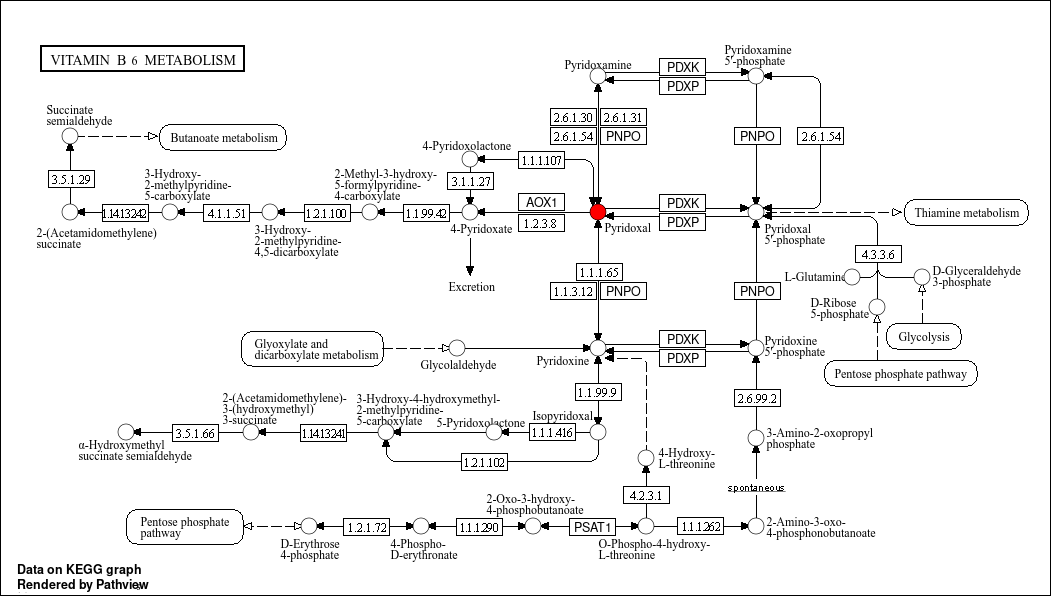 VITAMIN B 6 METABOLISM
Pyridoxamine
PDXK
PDXP
Pyridoxamine
5'-phosphate
Succinate
semialdehyde
Butanoate metabolism
4-Pyridoxolactone
1.1.1.107
2.6.1.30
2.6.1.31
2.6.1.54
PNPO
PNPO
2.6.1.54
3.5.1.29
3-Hydroxy-
2-methylpyridine-
5-carboxylate
2-Methyl-3-hydroxy-
5-formylpyridine-
4-carboxylate
3.1.1.27
1.14.13.242
4.1.1.51
1.2.1.100
1.1.99.42
AOX1
1.2.3.8
PDXK
PDXP
Thiamine metabolism
2-(Acetamidomethylene)
succinate
3-Hydroxy-
2-methylpyridine-
4,5-dicarboxylate
4-Pyridoxate
Pyridoxal
Pyridoxal
5'-phosphate
4.3.3.6
Excretion
1.1.1.65
1.1.3.12
PNPO
PNPO
L-Glutamine
D-Glyceraldehyde
3-phosphate
D-Ribose
5-phosphate
Glycolysis
Glyoxylate and
dicarboxylate metabolism
Glycolaldehyde
Pyridoxine
PDXK
PDXP
Pyridoxine
5'-phosphate
Pentose phosphate pathway
1.1.99.9
2.6.99.2
2-(Acetamidomethylene)-
3-(hydroxymethyl)
3-succinate
3-Hydroxy-4-hydroxymethyl-
2-methylpyridine-
5-carboxylate
5-Pyridoxolactone
Isopyridoxal
3.5.1.66
1.14.13.241
1.1.1.416
1.2.1.102
α-Hydroxymethyl
succinate semialdehyde
3-Amino-2-oxopropyl
phosphate
4-Hydroxy-
L-threonine
spontaneous
4.2.3.1
Pentose phosphate
pathway
1.2.1.72
1.1.1.290
2-Oxo-3-hydroxy-
4-phosphobutanoate
PSAT1
1.1.1.262
2-Amino-3-oxo-
4-phosphonobutanoate
D-Erythrose
4-phosphate
4-Phospho-
D-erythronate
O-Phospho-4-hydroxy-
L-threonine
Data on KEGG graph
Rendered by Pathview